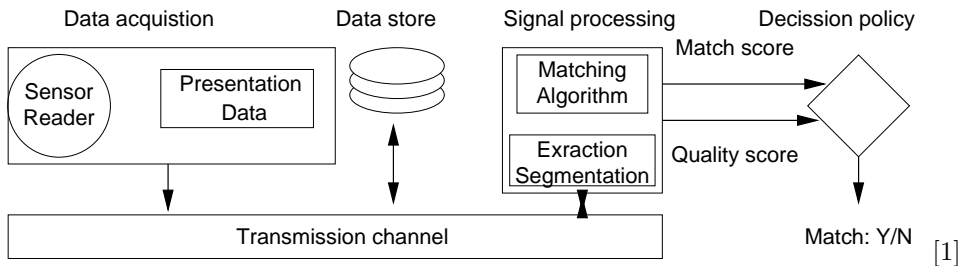 Data acquistion
Data store
Signal processing
Decission policy
Sensor
Reader
Presentation
Data
Matching
Algorithm
Exraction
Segmentation
Match score
Quality score
Transmission channel
Match: Y/N
[1]